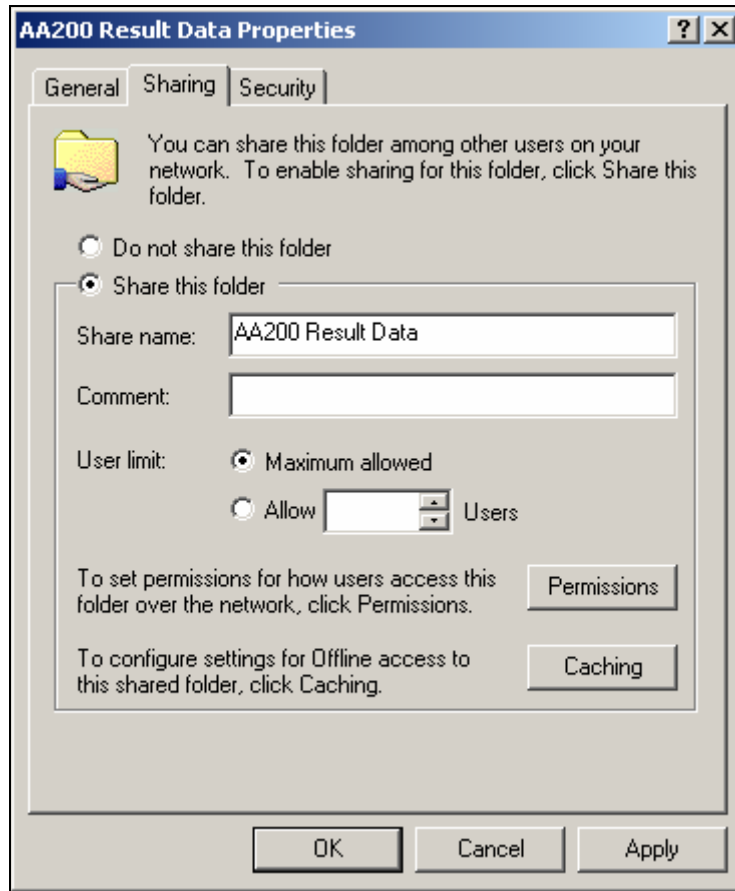 AA200 Result Data Properties
General Sharing Security
You can share this folder among other users on your
network. To enable sharing for this folder, click Share this
folder.
Do not share this folder
Share this folder
Share name: AA200 Result Data
Comment:
User limit: Maximum allowed
Allow Users
To set permissions for how users access this
folder over the network, click Permissions.
Permissions
To configure settings for Offline access to
this shared folder, click Caching.
Caching
OK Cancel Apply